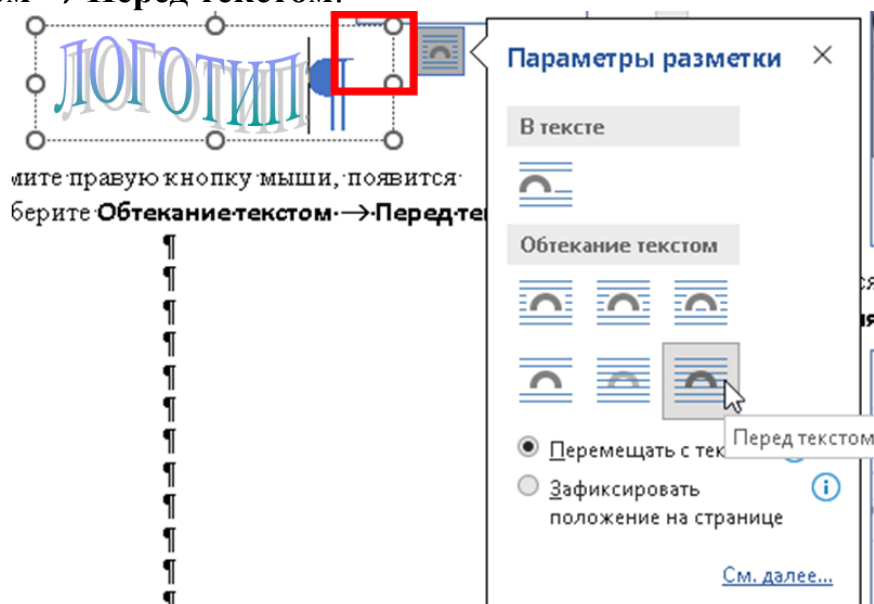 Перед текстом.
ЛОГОТИП¶
мите·правую·кнопку·мыши,·появится·
берите·Обтекание·текстом·→·Перед·те
¶
¶
¶
¶
¶
¶
¶
¶
¶
¶
¶
¶
Параметры разметки
В тексте
Обтекание текстом
Перемещать с тек
Перед текстом
Зафиксировать
положение на странице
См. далее...